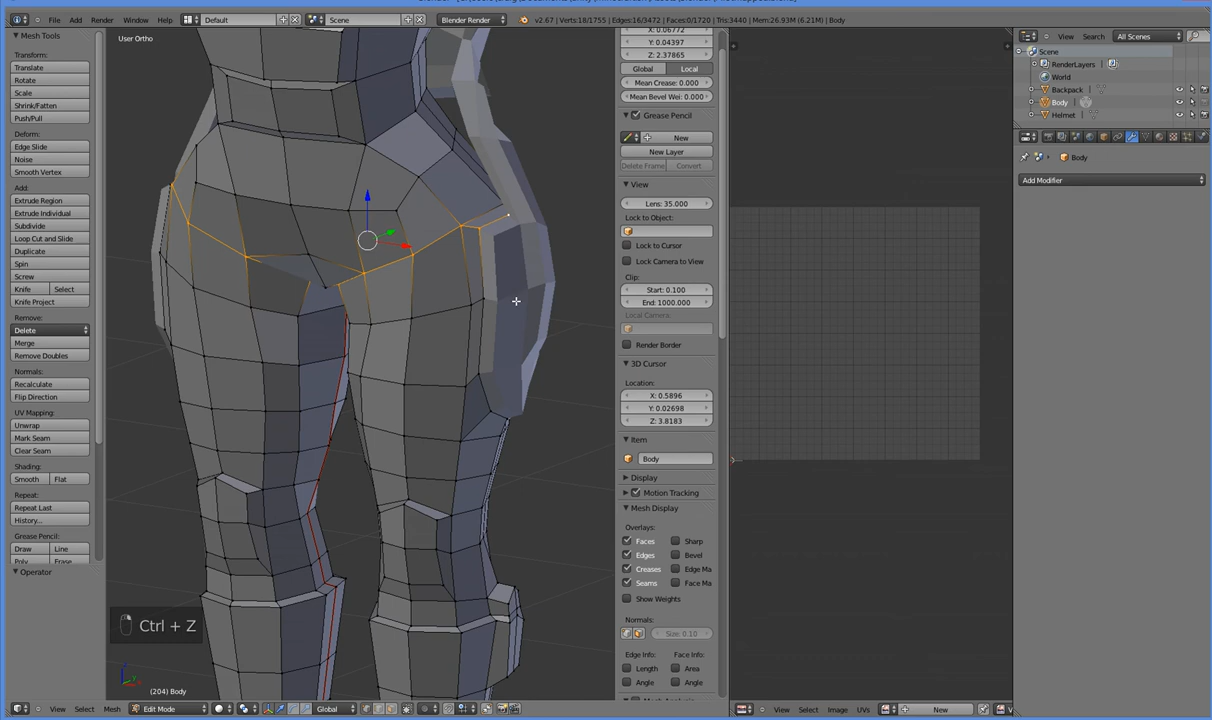 File Add Render Window Help Default Scene Blender Render v2.67 | Verts:18/1755 | Edges:16/3472 | Faces:0/1720 | Tris:3440 | Mem:26.93M (6.21M) | Body
Mesh Tools
Transform:
Translate
Rotate
Scale
Shrink/Fatten
Push/Pull
Deform:
Edge Slide
Noise
Smooth Vertex
Add:
Extrude Region
Extrude Individual
Subdivide
Loop Cut and Slide
Duplicate
Spin
Screw
Knife Select
Knife Project
Remove:
Delete
Merge
Remove Doubles
Normals:
Recalculate
Flip Direction
UV Mapping:
Unwrap
Mark Seam
Clear Seam
Shading:
Smooth Flat
Repeat:
Repeat Last
History...
Grease Pencil:
Draw Line
Poly Erase
Operator
User Ortho
Ctrl + Z
(204) Body
View Select Mesh Edit Mode Global
X: 0.06772
Y: 0.04397
Z: 2.37865
Global Local
Mean Crease: 0.000
Mean Bevel Wei: 0.000
Grease Pencil
New
New Layer
Delete Frame Convert
View
Lens: 35.000
Lock to Object:
Lock to Cursor
Lock Camera to View
Clip:
Start: 0.100
End: 1000.000
Local Camera:
Render Border
3D Cursor
Location:
X: 0.5896
Y: 0.02698
Z: 3.8183
Item
Body
Display
Motion Tracking
Mesh Display
Overlays:
Faces Sharp
Edges Bevel
Creases Edge Ma
Seams Face Ma
Show Weights
Normals:
Size: 0.10
Edge Info: Face Info:
Length Area
Angle Angle
View Select Image UVs New
View Search All Scenes
Scene
RenderLayers
World
Backpack
Body
Helmet
Body
Add Modifier